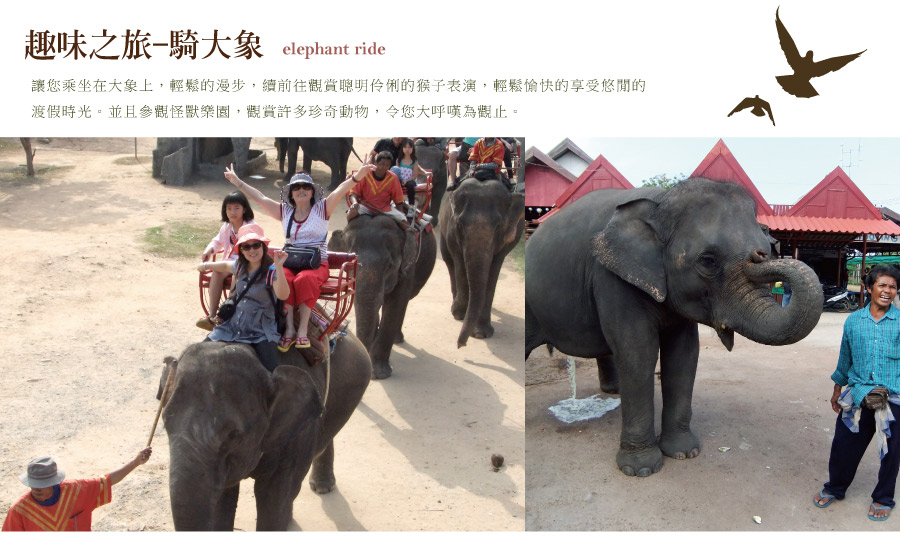 趣味之旅-騎大象 elephant ride
讓您乘坐在大象上，輕鬆的漫步，續前往觀賞聰明伶俐的猴子表演，輕鬆愉快的享受悠閒的
渡假時光。並且參觀怪獸樂園，觀賞許多珍奇動物，令您大呼嘆為觀止。